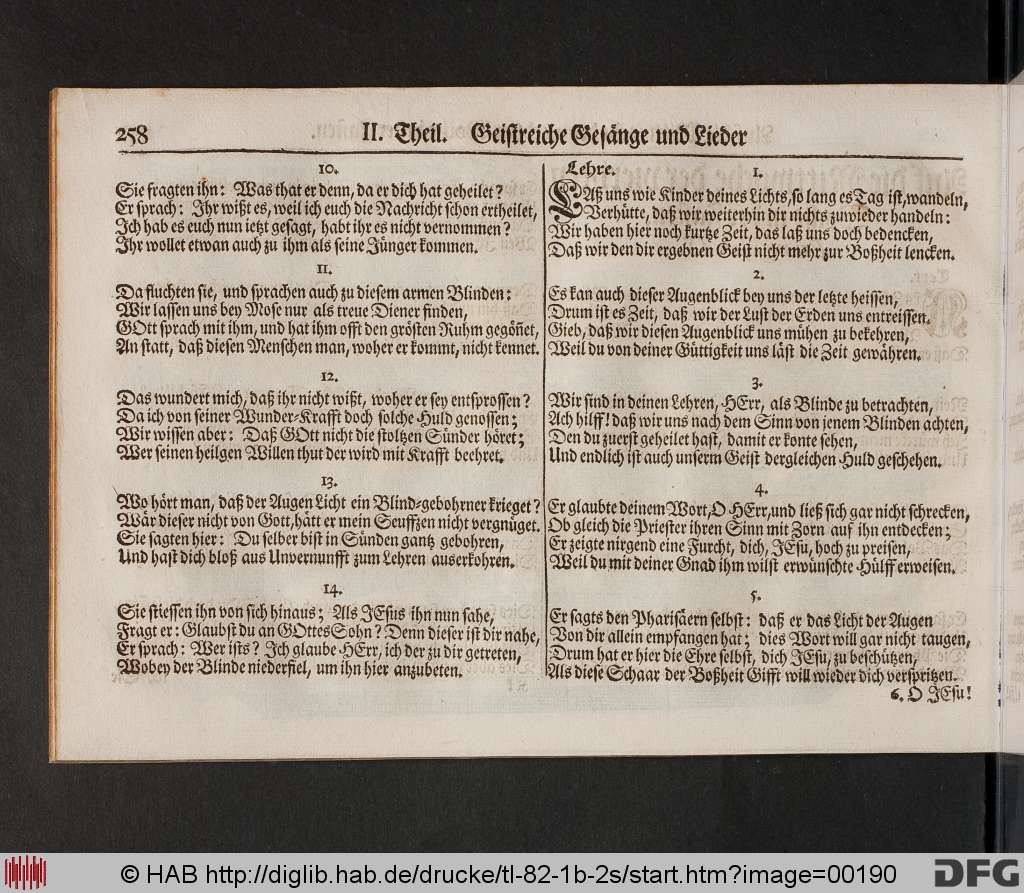 258 II. Theil. Geistreiche Gesänge und Lieder
10.
Sie fragten ihn: Was that er denn, da er dich hat geheilet?
Er sprach: Ihr wißt es, weil ich euch die Nachricht schon ertheilet,
Ich hab es euch nun ietzt gesagt, habt ihr es nicht vernommen?
Ihr wollet etwan auch zu ihm als seine Jünger kommen.
11.
Da fluchten sie, und sprachen auch zu diesem armen Blinden:
Wir lassen uns bey Mose nur als treue Diener finden,
GOtt sprach mit ihm, und hat ihm offt den grösten Ruhm gegönnet,
An statt, daß diesen Menschen man, woher er kommt, nicht kennet.
12.
Das wundert mich, daß ihr nicht wißt, woher er sey entsprossen?
Da ich von seiner Wunder-Krafft doch solche Huld genossen;
Wir wissen aber: Daß GOtt nicht die stoltzen Sünder höret;
Wer seinen heilgen Willen thut der wird mit Krafft beehret.
13.
Wo hört man, daß der Augen Licht ein Blind-gebohrner krieget?
Wär dieser nicht von Gott, hätt er mein Seuffzen nicht vergnüget.
Sie sagten hier: Du selber bist in Sünden gantz gebohren,
Und hast dich bloß aus Unvernunfft zum Lehren auserkohren.
14.
Sie stiessen ihn von sich hinaus; Als JEsus ihn nun sahe,
Fragt er: Glaubst du an GOttes Sohn? Denn dieser ist dir nahe,
Er sprach: Wer ists? Ich glaube HErr, ich der zu dir getreten,
Wobey der Blinde niederfiel, um ihn hier anzubeten.
Lehre. 1.
LAß uns wie Kinder deines Lichts, so lang es Tag ist, wandeln,
Verhütte, daß wir weiterhin dir nichts zuwieder handeln:
Wir haben hier noch kurtze Zeit, das laß uns doch bedencken,
Daß wir den dir ergebnen Geist nicht mehr zur Boßheit lencken.
2.
Es kan auch dieser Augenblick bey uns der letzte heissen,
Drum ist es Zeit, daß wir der Lust der Erden uns entreissen.
Gieb, daß wir diesen Augenblick uns mühen zu bekehren,
Weil du von deiner Güttigkeit uns läst die Zeit gewähren.
3.
Wir sind in deinen Lehren, HErr, als Blinde zu betrachten,
Ach hilff! daß wir uns nach dem Sinn von jenem Blinden achten,
Den du zuerst geheilet hast, damit er konte sehen,
Und endlich ist auch unserm Geist dergleichen Huld geschehen.
4.
Er glaubte deinem Wort, O HErr, und ließ sich gar nicht schrecken,
Ob gleich die Priester ihren Sinn mit Zorn auf ihn entdecken;
Er zeigte nirgend eine Furcht, dich, JEsu, hoch zu preisen,
Weil du mit deiner Gnad ihm wilst erwünschte Hülff erweisen.
5.
Er sagts den Pharisäern selbst: daß er das Licht der Augen
Von dir allein empfangen hat; dies Wort will gar nicht taugen,
Drum hat er hier die Ehre selbst, dich JEsu, zu beschützen,
Als diese Schaar der Boßheit Gifft will wieder dich verspritzen.
6. O JEsu!
© HAB http://diglib.hab.de/drucke/tl-82-1b-2s/start.htm?image=00190
DFG